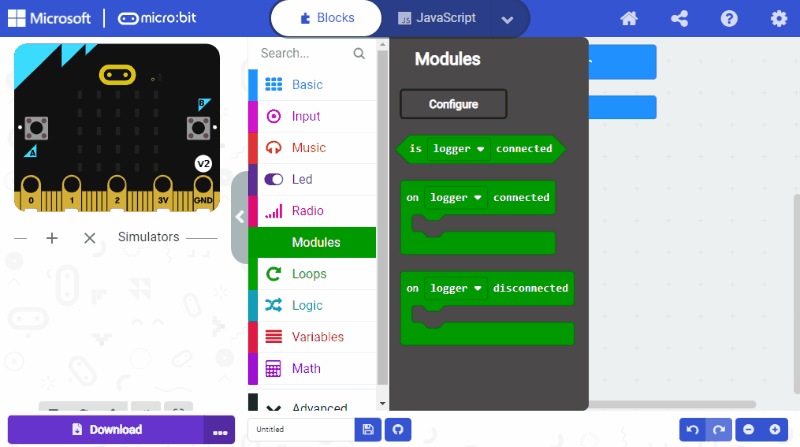 Microsoft
micro:bit
Blocks
JavaScript
Search...
Basic
Input
Music
Led
Radio
Modules
Loops
Logic
Variables
Math
Advanced
Modules
Configure
is logger connected
on logger connected
on logger disconnected
A
B
v2
0 1 2 3V GND
Simulators
Download
Untitled